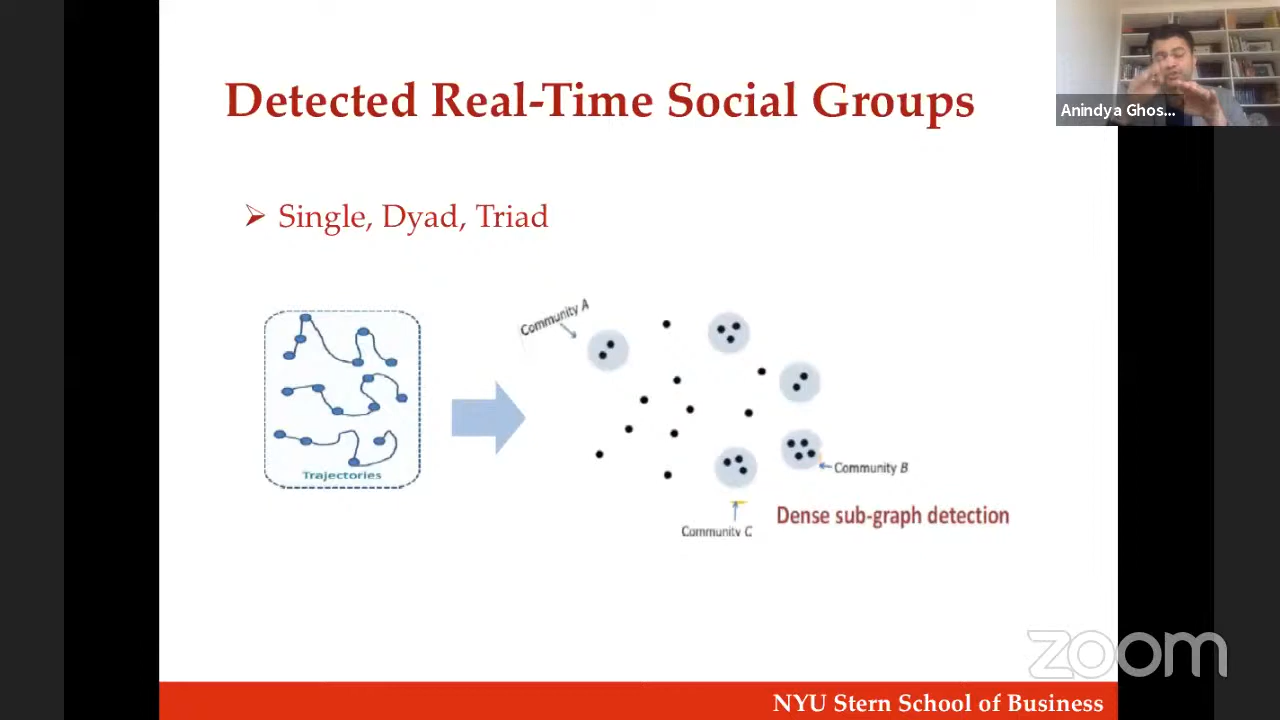 Detected Real-Time Social Groups
Anindya Ghos...
➢ Single, Dyad, Triad
Trajectories
Community A
Community B
Community C
Dense sub-graph detection
zoom
NYU Stern School of Business